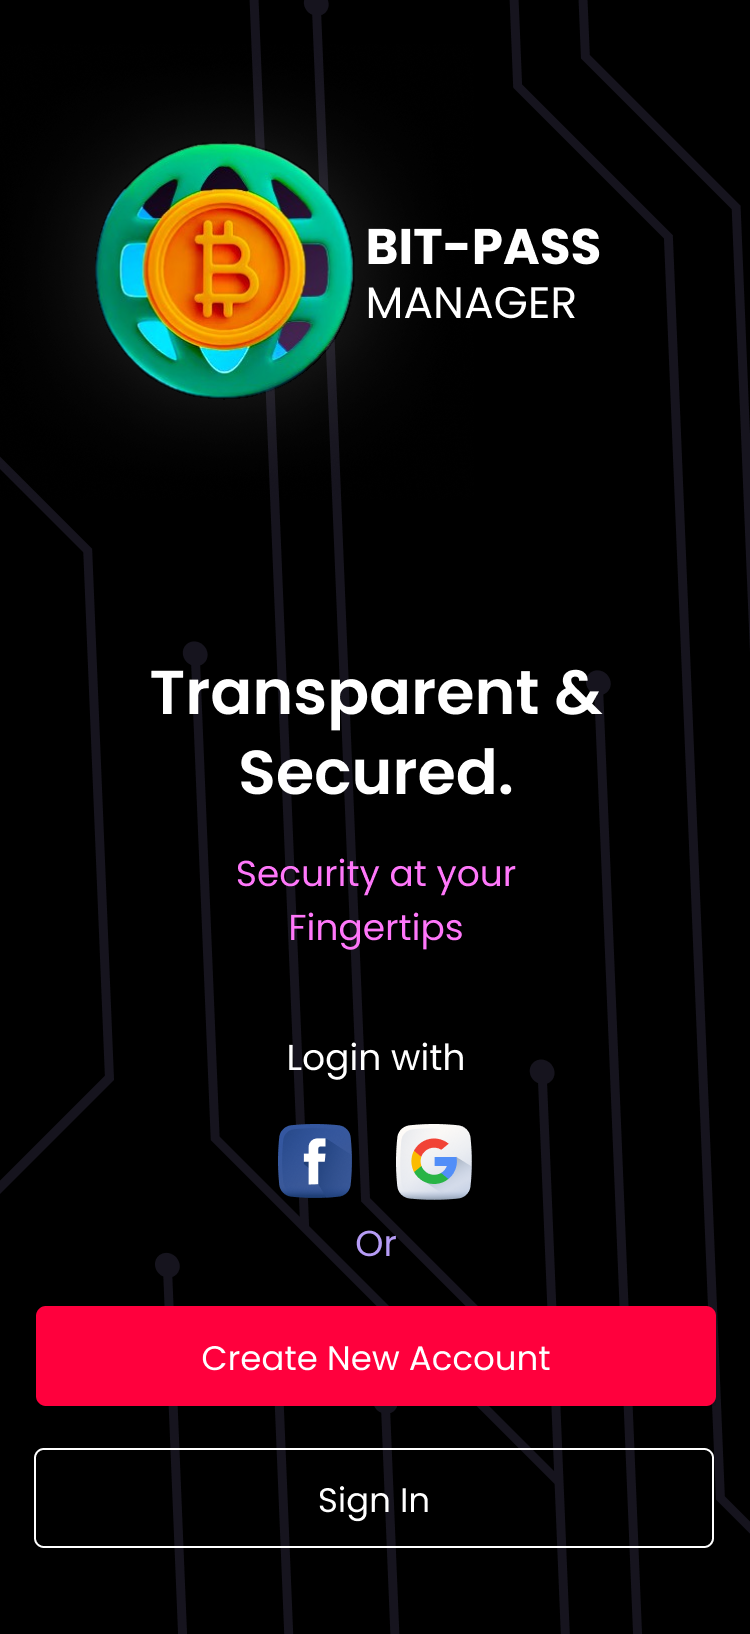 BIT-PASS
MANAGER
Transparent &
Secured.
Security at your
Fingertips
Login with
Or
Create New Account
Sign In